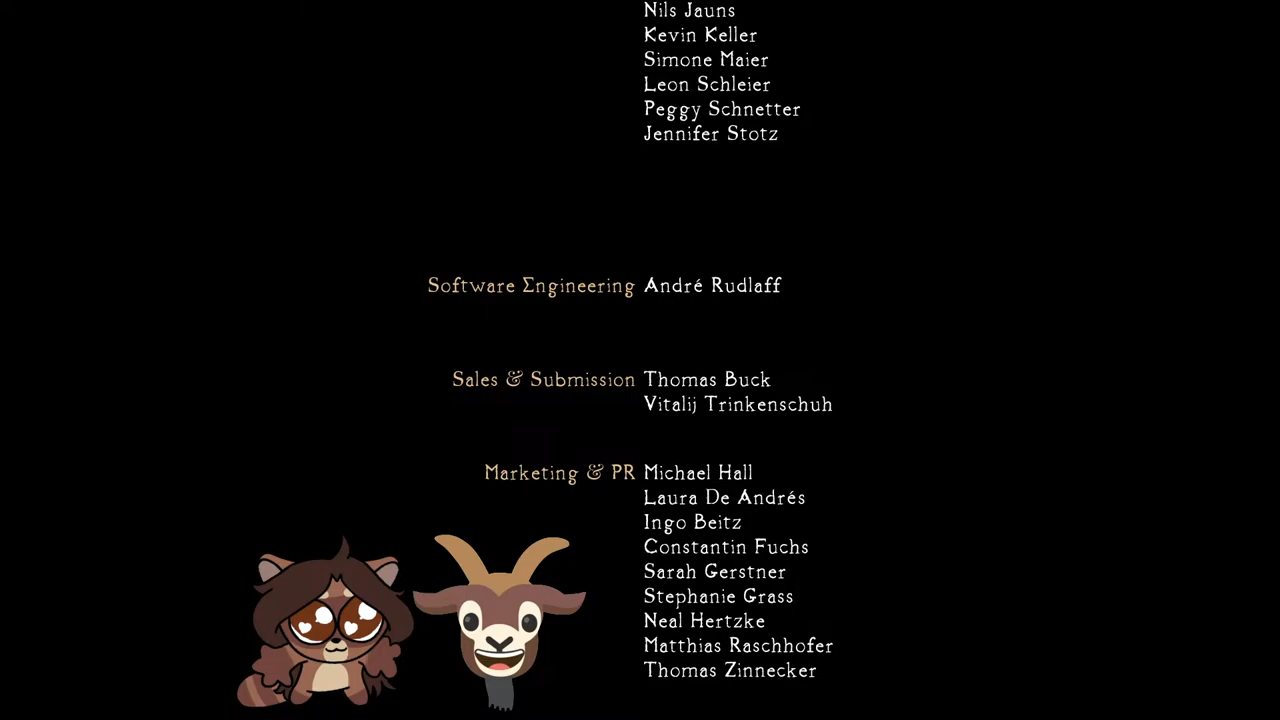 Nils Jauns
Kevin Keller
Simone Maier
Leon Schleier
Peggy Schnetter
Jennifer Stotz
Software Engineering André Rudlaff
Sales & Submission Thomas Buck
Vitalij Trinkenschuh
Marketing & PR Michael Hall
Laura De Andrés
Ingo Beitz
Constantin Fuchs
Sarah Gerstner
Stephanie Grass
Neal Hertzke
Matthias Raschhofer
Thomas Zinnecker